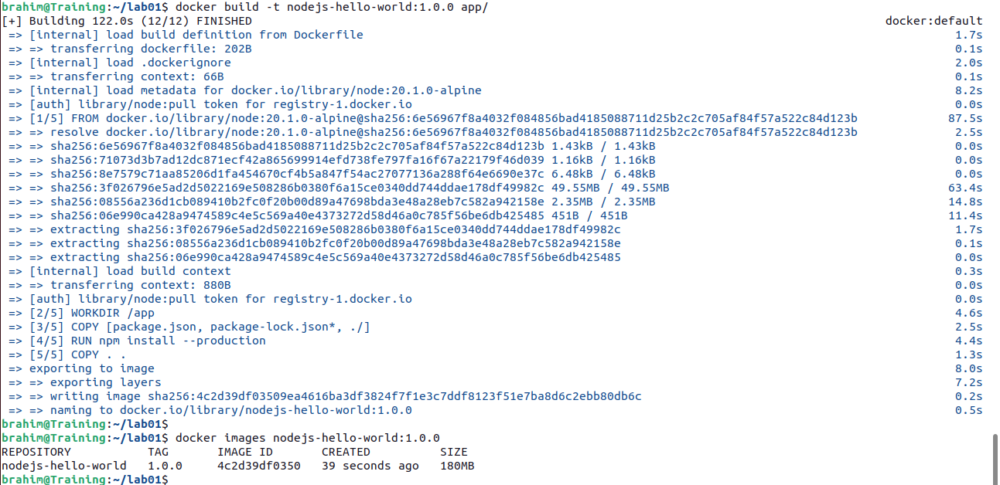 brahim@Training:~/lab01$ docker build -t nodejs-hello-world:1.0.0 app/
[+] Building 122.0s (12/12) FINISHED docker:default
=> [internal] load build definition from Dockerfile 1.7s
=> => transferring dockerfile: 202B 0.1s
=> [internal] load .dockerignore 2.0s
=> => transferring context: 66B 0.1s
=> [internal] load metadata for docker.io/library/node:20.1.0-alpine 8.2s
=> [auth] library/node:pull token for registry-1.docker.io 0.0s
=> [1/5] FROM docker.io/library/node:20.1.0-alpine@sha256:6e56967f8a4032f084856bad4185088711d25b2c2c705af84f57a522c84d123b 87.5s
=> => resolve docker.io/library/node:20.1.0-alpine@sha256:6e56967f8a4032f084856bad4185088711d25b2c2c705af84f57a522c84d123b 2.5s
=> => sha256:6e56967f8a4032f084856bad4185088711d25b2c2c705af84f57a522c84d123b 1.43kB / 1.43kB 0.0s
=> => sha256:71073d3b7ad12dc871ecf42a865699914efd738fe797fa16f67a22179f46d039 1.16kB / 1.16kB 0.0s
=> => sha256:8e7579c71aa85206d1fa454670cf4b5a847f54ac27077136a288f64e6690e37c 6.48kB / 6.48kB 0.0s
=> => sha256:3f026796e5ad2d5022169e508286b0380f6a15ce0340dd744ddae178df49982c 49.55MB / 49.55MB 63.4s
=> => sha256:08556a236d1cb089410b2fc0f20b00d89a47698bda3e48a28eb7c582a942158e 2.35MB / 2.35MB 14.8s
=> => sha256:06e990ca428a9474589c4e5c569a40e4373272d58d46a0c785f56be6db425485 451B / 451B 11.4s
=> => extracting sha256:3f026796e5ad2d5022169e508286b0380f6a15ce0340dd744ddae178df49982c 1.7s
=> => extracting sha256:08556a236d1cb089410b2fc0f20b00d89a47698bda3e48a28eb7c582a942158e 0.1s
=> => extracting sha256:06e990ca428a9474589c4e5c569a40e4373272d58d46a0c785f56be6db425485 0.0s
=> [internal] load build context 0.3s
=> => transferring context: 880B 0.0s
=> [auth] library/node:pull token for registry-1.docker.io 0.0s
=> [2/5] WORKDIR /app 4.6s
=> [3/5] COPY [package.json, package-lock.json*, ./] 2.5s
=> [4/5] RUN npm install --production 4.4s
=> [5/5] COPY . . 1.3s
=> exporting to image 8.0s
=> => exporting layers 7.2s
=> => writing image sha256:4c2d39df03509ea4616ba3df3824f7f1e3c7ddf8123f51e7ba8d6c2ebb80db6c 0.2s
=> => naming to docker.io/library/nodejs-hello-world:1.0.0 0.5s
brahim@Training:~/lab01$
brahim@Training:~/lab01$ docker images nodejs-hello-world:1.0.0
REPOSITORY TAG IMAGE ID CREATED SIZE
nodejs-hello-world 1.0.0 4c2d39df0350 39 seconds ago 180MB
brahim@Training:~/lab01$